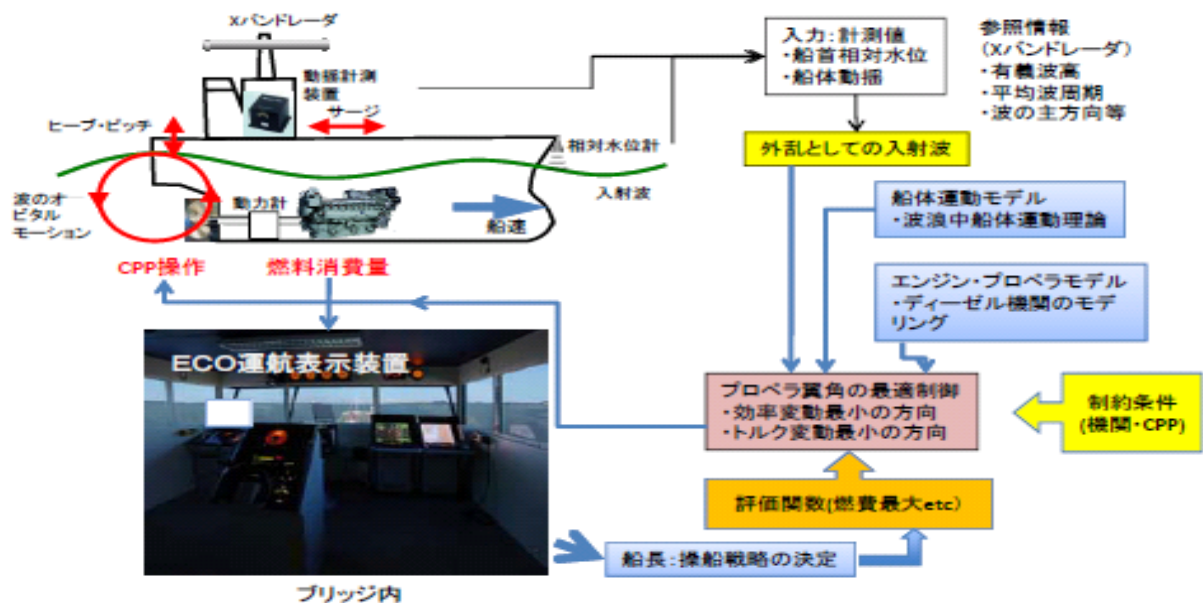 Xバンドレーダ
動揺計測
装置
サージ
ヒーブ・ピッチ
相対水位計
入射波
波のオ
ビタル
モーション
動力計
船速
CPP操作
燃料消費量
ECO運航表示装置
ブリッジ内
入力:計測値
・船首相対水位
・船体動揺
参照情報
(Xバンドレーダ)
・有義波高
・平均波周期
・波の主方向等
外乱としての入射波
船体運動モデル
・波浪中船体運動理論
エンジン・プロペラモデル
・ディーゼル機関のモデ
リング
プロペラ翼角の最適制御
・効率変動最小の方向
・トルク変動最小の方向
制約条件
(機関・CPP)
評価関数(燃費最大etc)
船長:操船戦略の決定